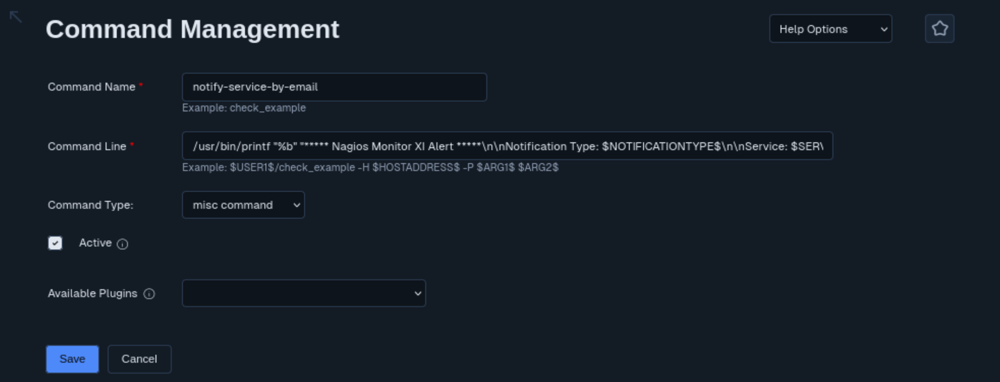 Command Management
Help Options
Command Name *
notify-service-by-email
Example: check_example
Command Line *
/usr/bin/printf "%b" "***** Nagios Monitor XI Alert *****\n\nNotification Type: $NOTIFICATIONTYPE$\n\nService: $SER
Example: $USER1$/check_example -H $HOSTADDRESS$ -P $ARG1$ $ARG2$
Command Type:
misc command
Active
Available Plugins
Save
Cancel